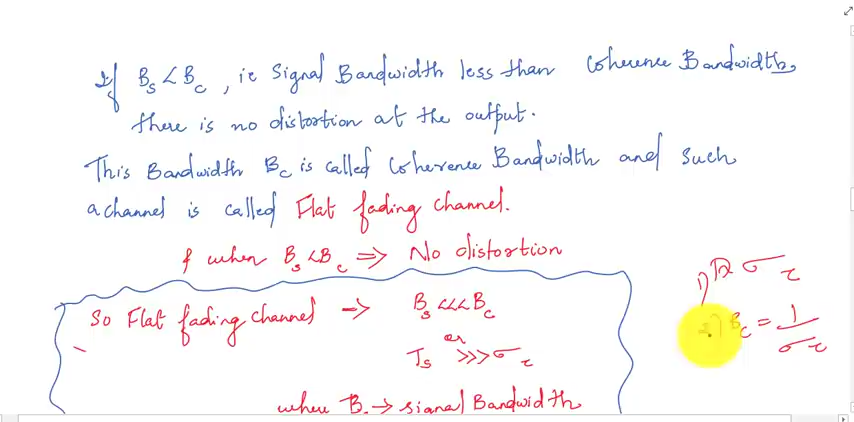 If Bs < Bc, ie Signal Bandwidth less than Coherence Bandwidth,
there is no distortion at the output.
This Bandwidth Bc is called Coherence Bandwidth and such
a channel is called Flat fading channel.
f when Bs < Bc => No distortion
So Flat fading channel -> Bs <<< Bc
or
Ts >>> στ
where Bs -> Signal Bandwidth
στ
=> Bc = 1/στ